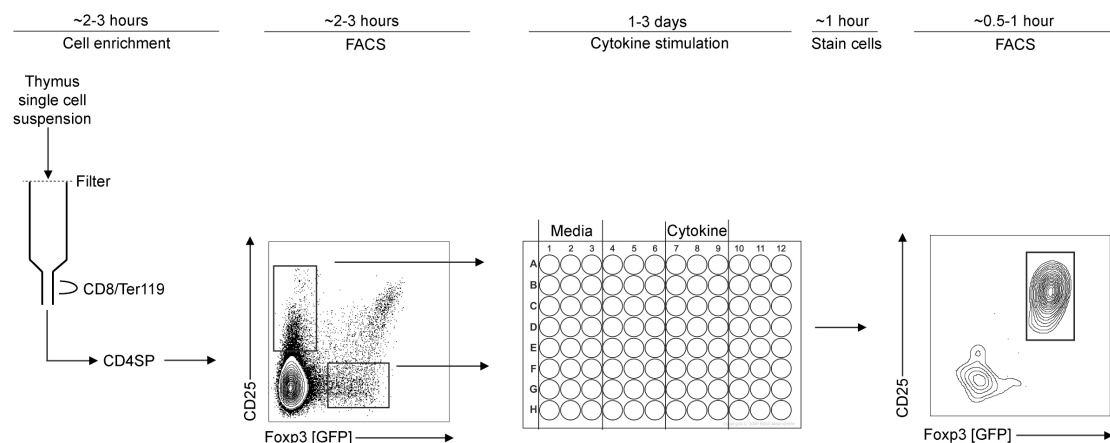 ~2-3 hours
Cell enrichment
~2-3 hours
FACS
1-3 days
Cytokine stimulation
~1 hour
Stain cells
~0.5-1 hour
FACS
Thymus
single cell
suspension
Filter
CD8/Ter119
CD4SP
CD25
Foxp3 [GFP]
Media
Cytokine
1 2 3 4 5 6 7 8 9 10 11 12
A
B
C
D
E
F
G
H
CD25
Foxp3 [GFP]